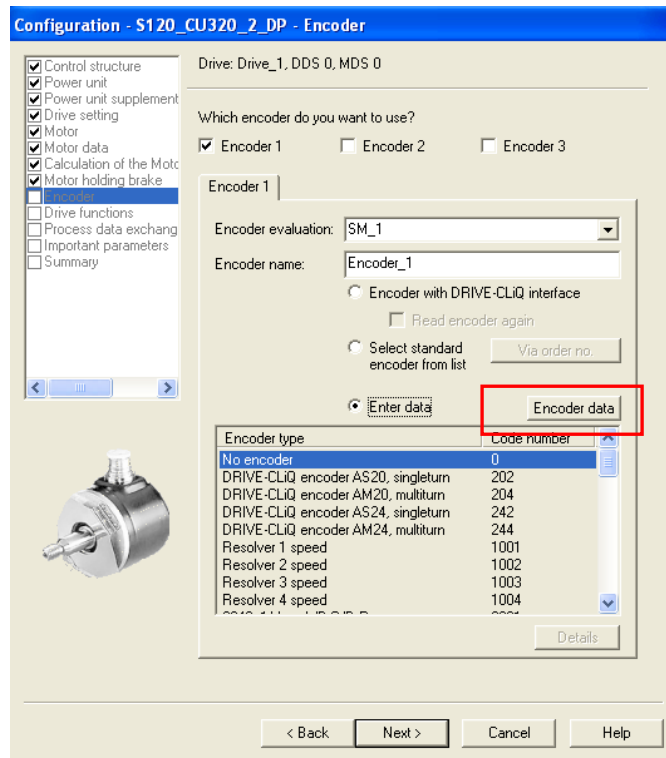 Configuration - S120_CU320_2_DP - Encoder
Control structure
Power unit
Power unit supplement
Drive setting
Motor
Motor data
Calculation of the Moto
Motor holding brake
Encoder
Drive functions
Process data exchang
Important parameters
Summary
Drive: Drive_1, DDS 0, MDS 0
Which encoder do you want to use?
Encoder 1 Encoder 2 Encoder 3
Encoder 1
Encoder evaluation: SM_1
Encoder name: Encoder_1
Encoder with DRIVE-CLiQ interface
Read encoder again
Select standard
encoder from list
Via order no.
Enter data Encoder data
Encoder type Code number
No encoder 0
DRIVE-CLiQ encoder AS20, singleturn 202
DRIVE-CLiQ encoder AM20, multiturn 204
DRIVE-CLiQ encoder AS24, singleturn 242
DRIVE-CLiQ encoder AM24, multiturn 244
Resolver 1 speed 1001
Resolver 2 speed 1002
Resolver 3 speed 1003
Resolver 4 speed 1004
Details
< Back Next > Cancel Help